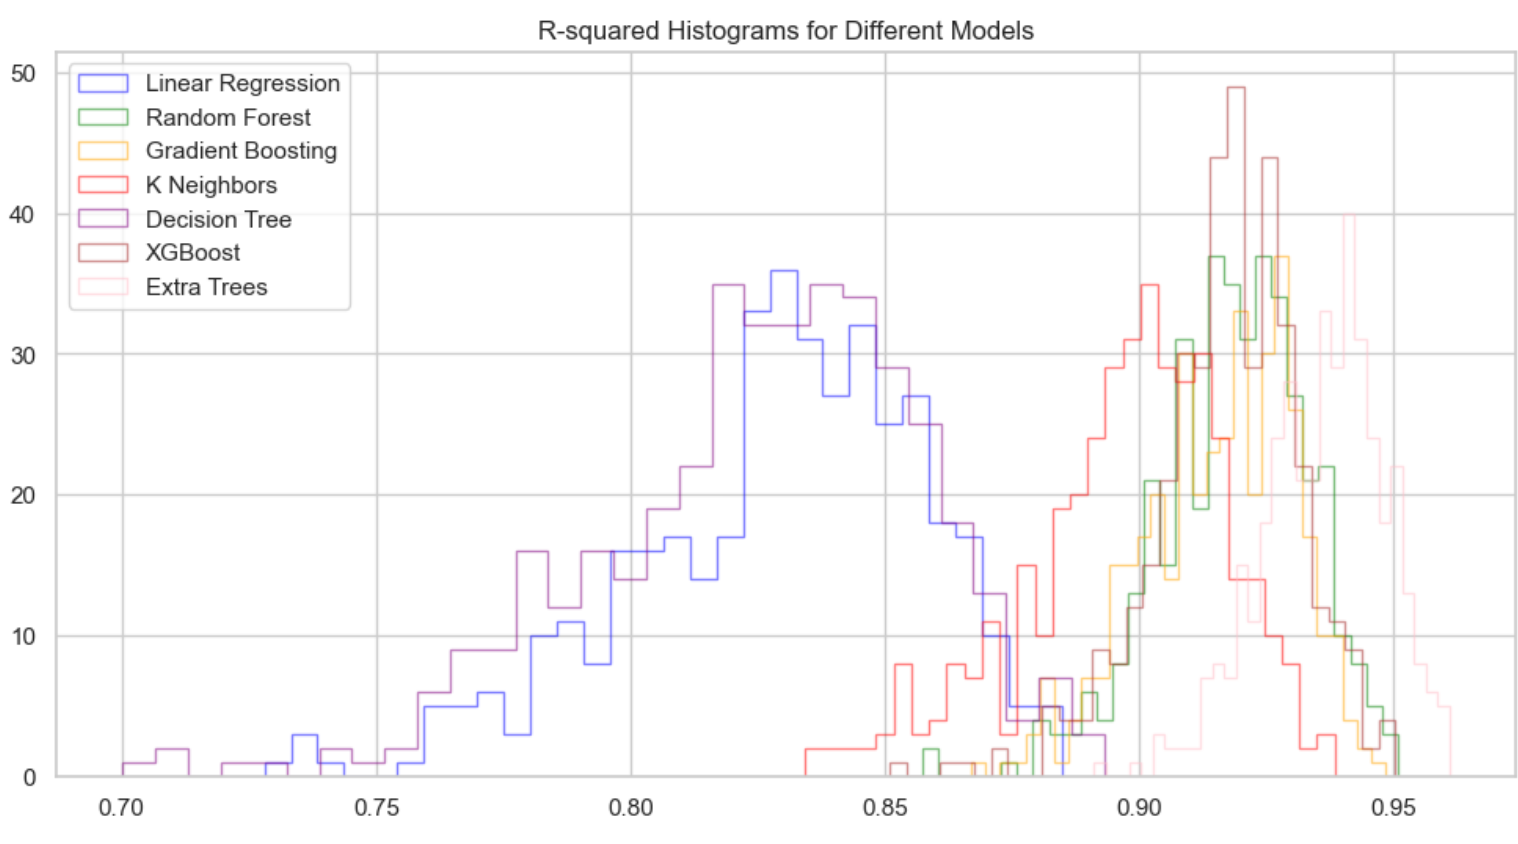 R-squared Histograms for Different Models
50
40
30
20
10
0
Linear Regression
Random Forest
Gradient Boosting
K Neighbors
Decision Tree
XGBoost
Extra Trees
0.70 0.75 0.80 0.85 0.90 0.95